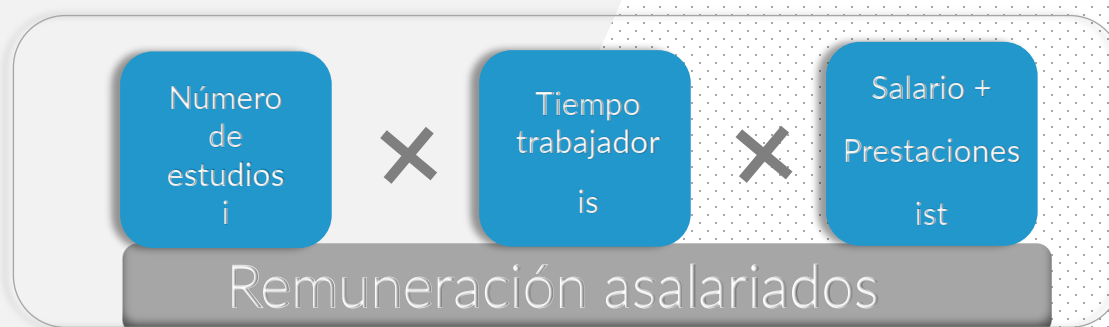 Número
de
estudios
i
×
Tiempo
trabajador
is
×
Salario +
Prestaciones
ist
Remuneración asalariados